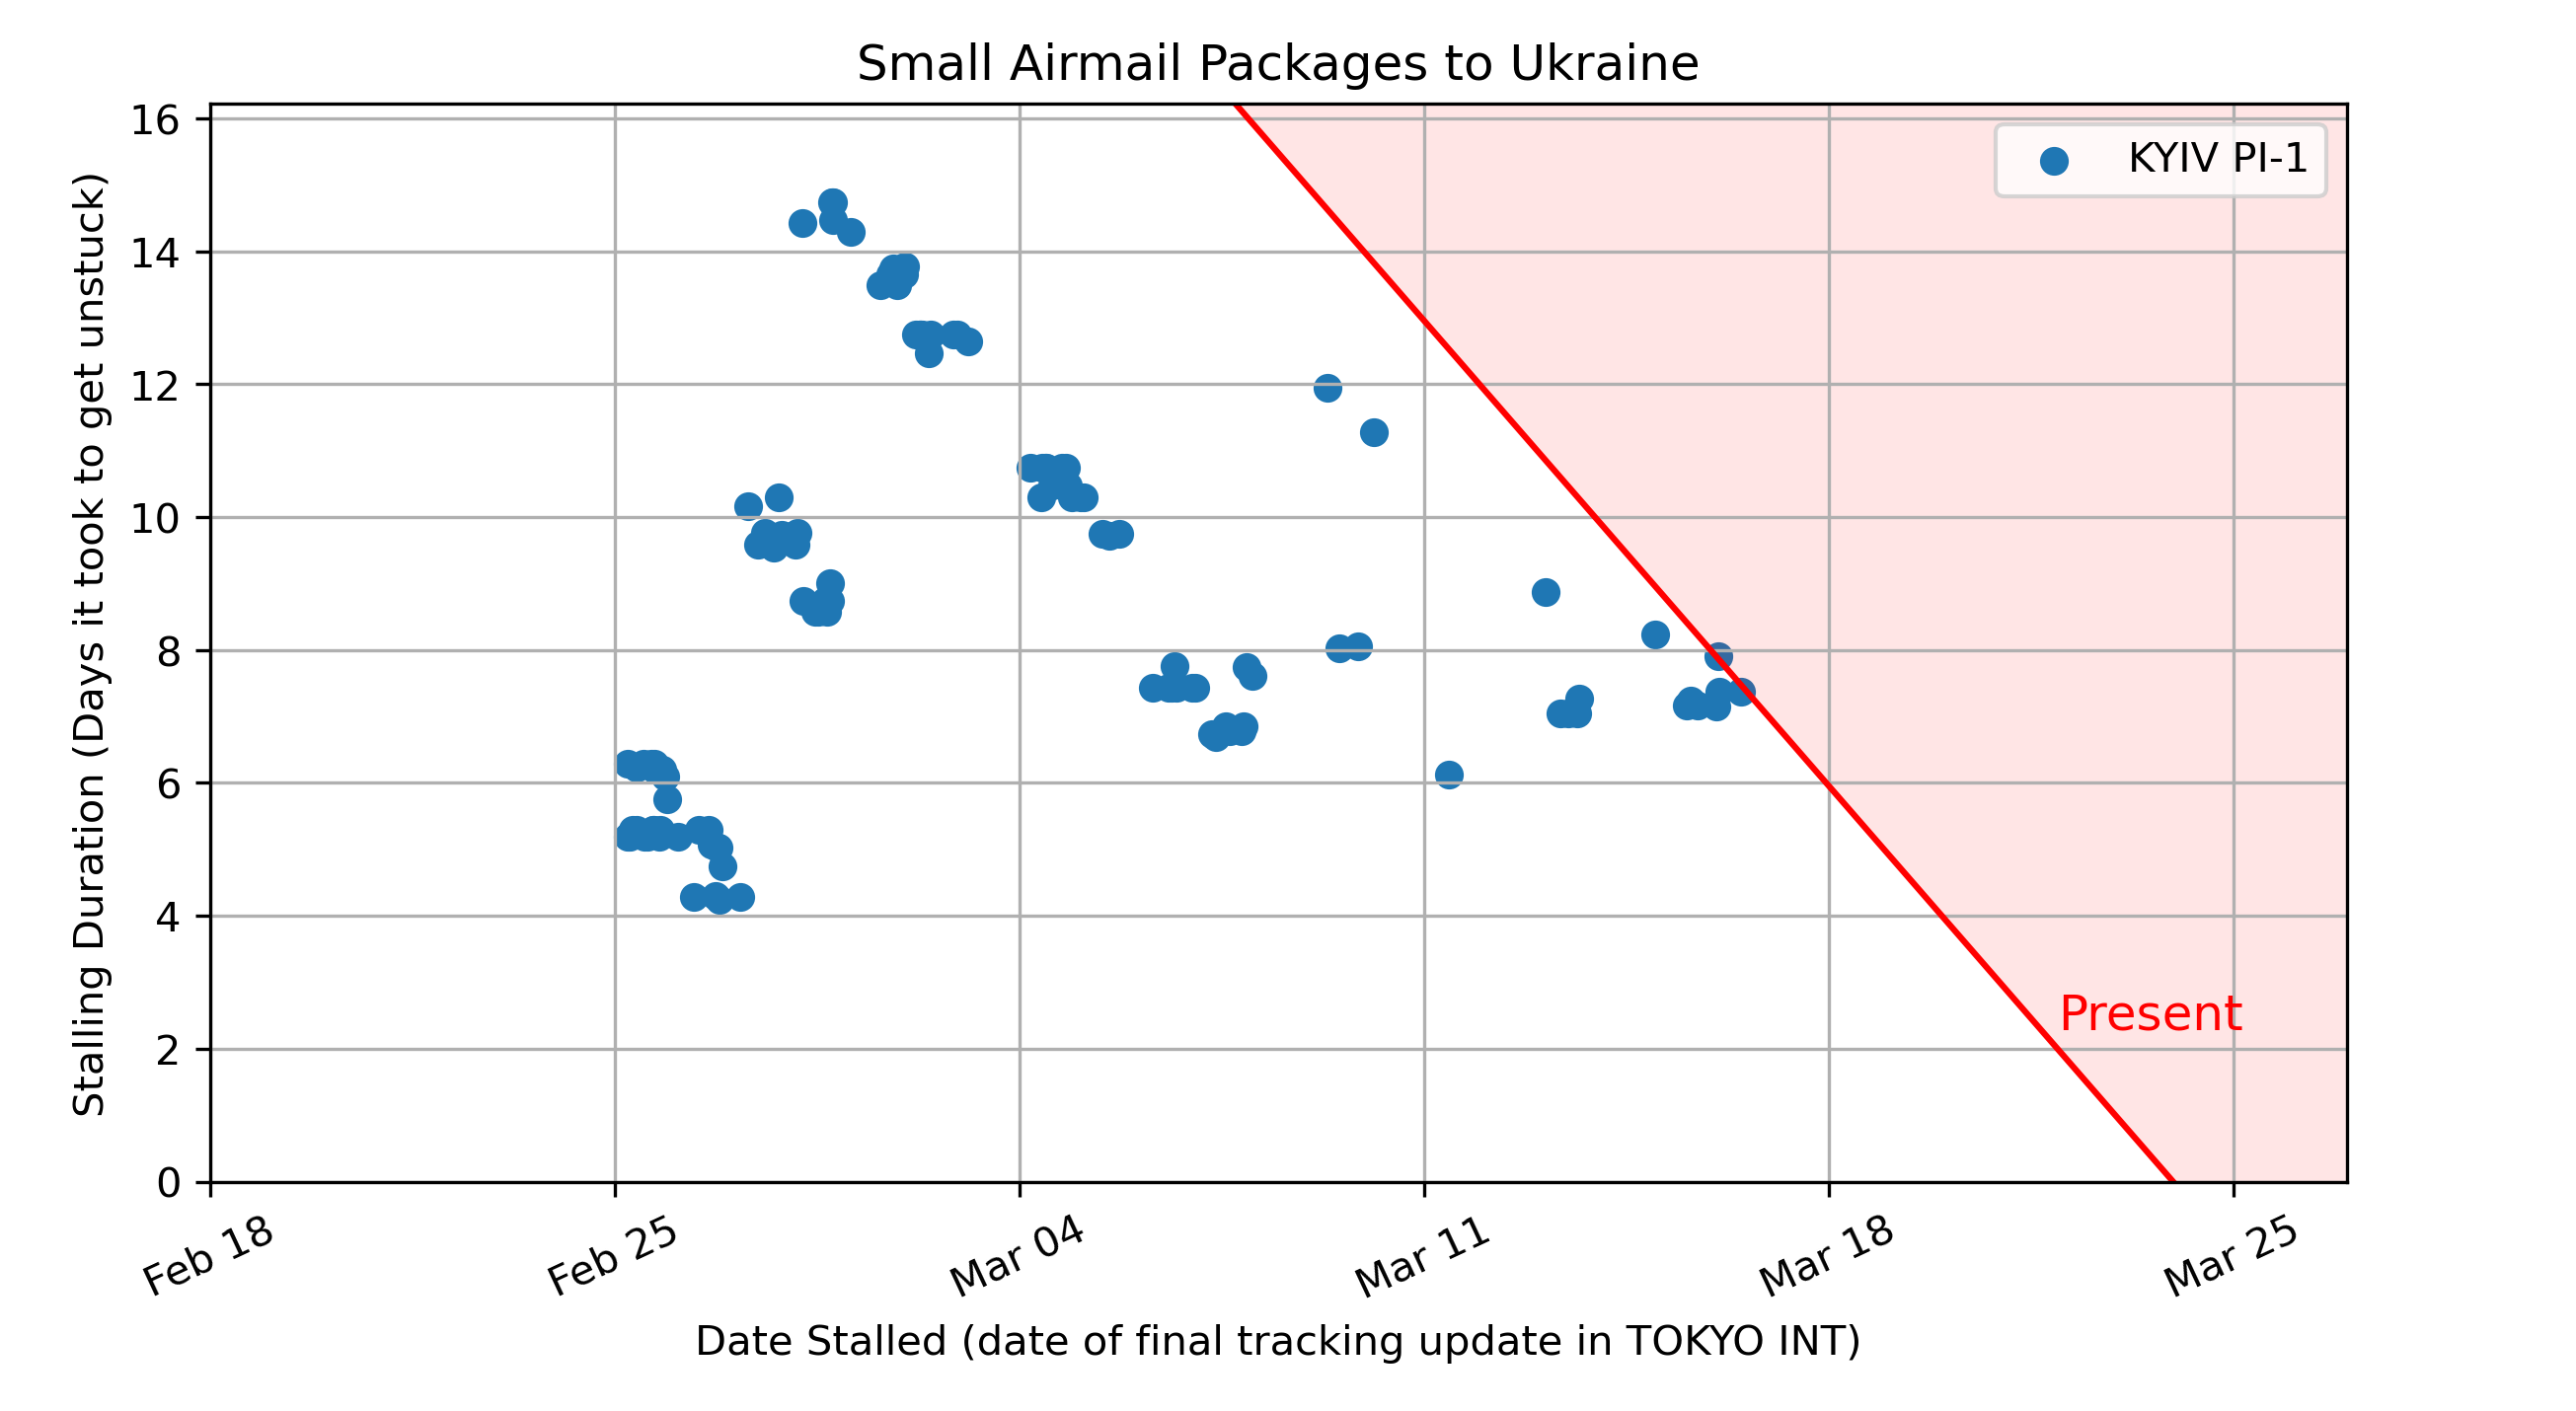 Small Airmail Packages to Ukraine
Stalling Duration (Days it took to get unstuck)
16
14
12
10
8
6
4
2
0
KYIV PI-1
Present
Feb 18
Feb 25
Mar 04
Mar 11
Mar 18
Mar 25
Date Stalled (date of final tracking update in TOKYO INT)